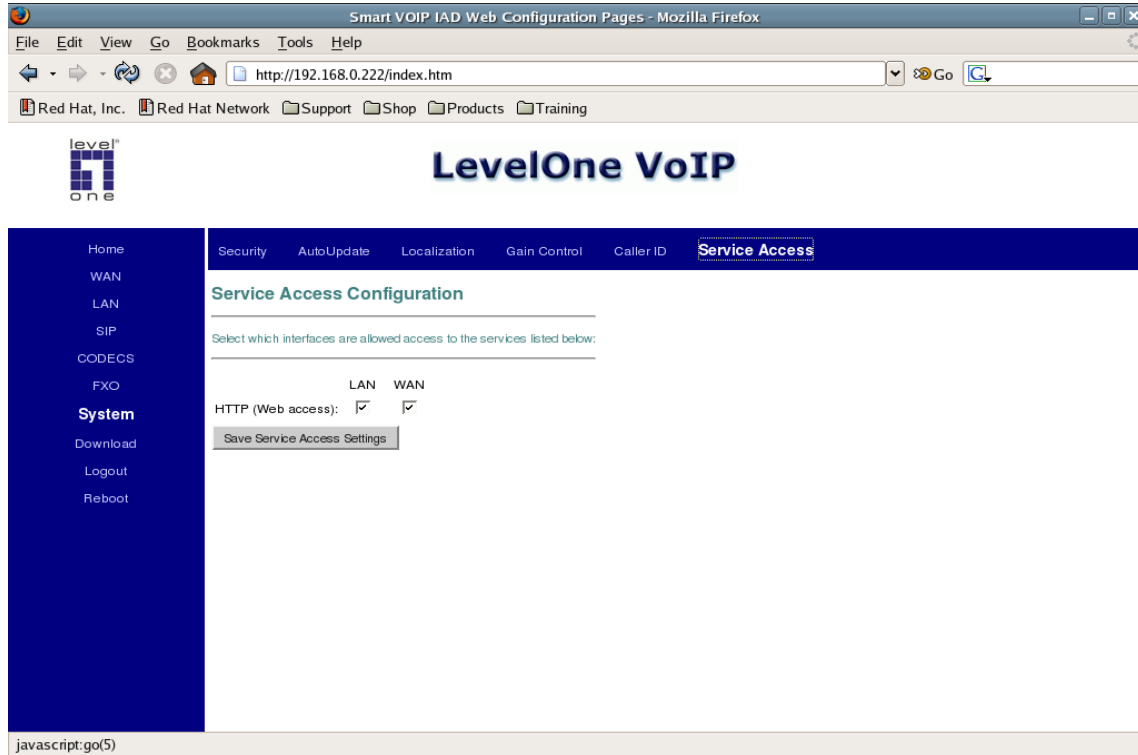 Smart VOIP IAD Web Configuration Pages - Mozilla Firefox
File Edit View Go Bookmarks Tools Help
http://192.168.0.222/index.htm Go G
Red Hat, Inc. Red Hat Network Support Shop Products Training
level one
LevelOne VoIP
Home
WAN
LAN
SIP
CODECS
FXO
System
Download
Logout
Reboot
Security AutoUpdate Localization Gain Control Caller ID Service Access
Service Access Configuration
Select which interfaces are allowed access to the services listed below:
LAN WAN
HTTP (Web access):
Save Service Access Settings
javascript:go(5)